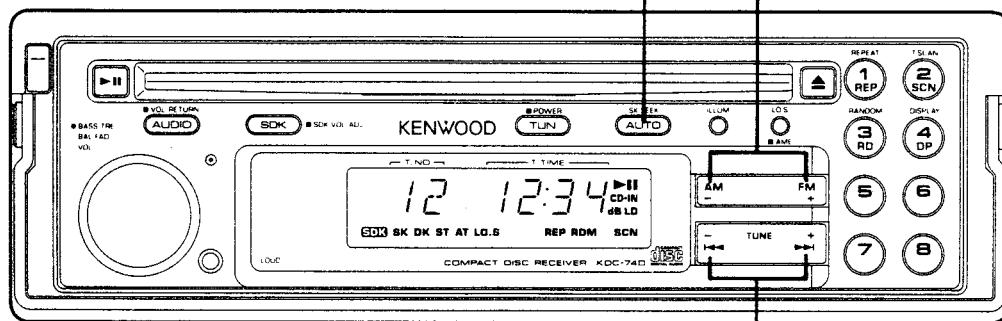 REPEAT
T.SCAN
1
REP
2
SCN
VOL RETURN
AUDIO
SDK
SDK VOL ADJ
KENWOOD
POWER
TUN
SK SEEK
AUTO
ILLUM
LO.S
AME
RANDOM
3
RD
DISPLAY
4
DP
BASS TRE
BAL FAD
VOL
T.NO
T.TIME
12 12:34
CD-IN
dB LD
SDK SK DK ST AT LO.S REP RDM SCN
AM FM
- +
5
6
- TUNE +
7
8
LOUD
COMPACT DISC RECEIVER KDC-74D
disc